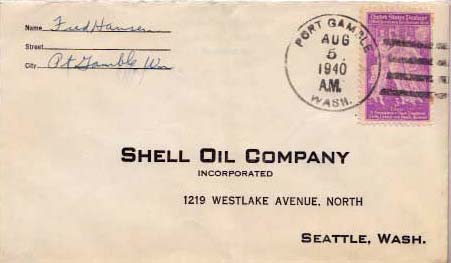 Name Fred Hansen
Street
City Pt Gamble Wn
PORT GAMBLE
AUG
5
1940
A.M.
WASH.
United States Postage
SHELL OIL COMPANY
INCORPORATED
1219 WESTLAKE AVENUE, NORTH
SEATTLE, WASH.